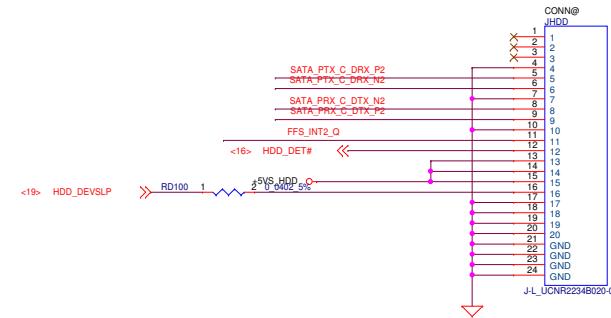 CONN@
JHDD
1 1
2 2
3 3
4 4
SATA_PTX_C_DRX_P2 5 5
SATA_PTX_C_DRX_N2 6 6
7 7
SATA_PRX_C_DTX_N2 8 8
SATA_PRX_C_DTX_P2 9 9
10 10
FFS_INT2_Q 11 11
<16> HDD_DET# 12 12
13 13
14 14
+5VS_HDD 15 15
<19> HDD_DEVSLP RD100 1 2 0_0402_5% 16 16
17 17
18 18
19 19
20 20
21 GND
22 GND
23 GND
24 GND